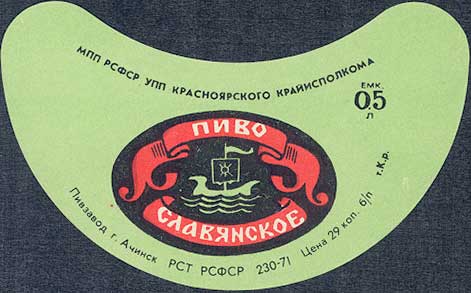 МПП РСФСР УПП КРАСНОЯРСКОГО КРАЙИСПОЛКОМА
ЕМК.
0,5
Л
ПИВО
СЛАВЯНСКОЕ
Пивзавод г. Ачинск РСТ РСФСР 230-71 Цена 29 коп. б/п т.К.р.